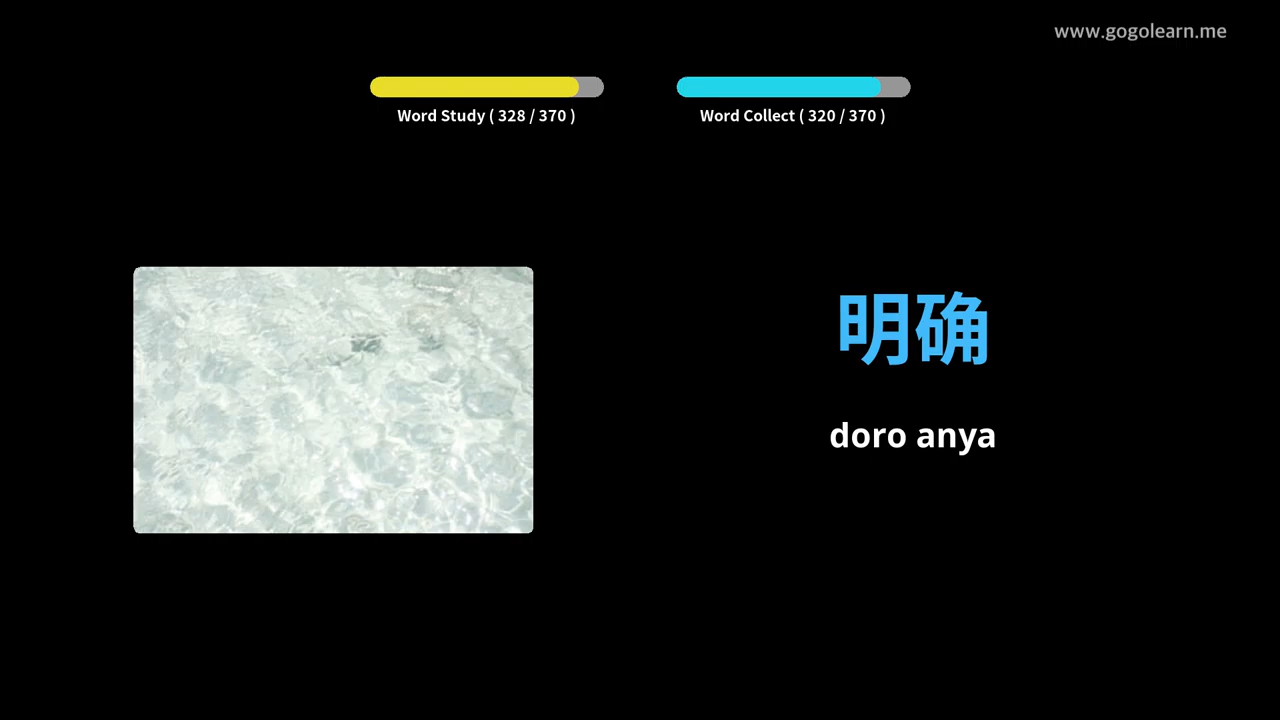 www.gogolearn.me
Word Study ( 328 / 370 )
Word Collect ( 320 / 370 )
明确
doro anya